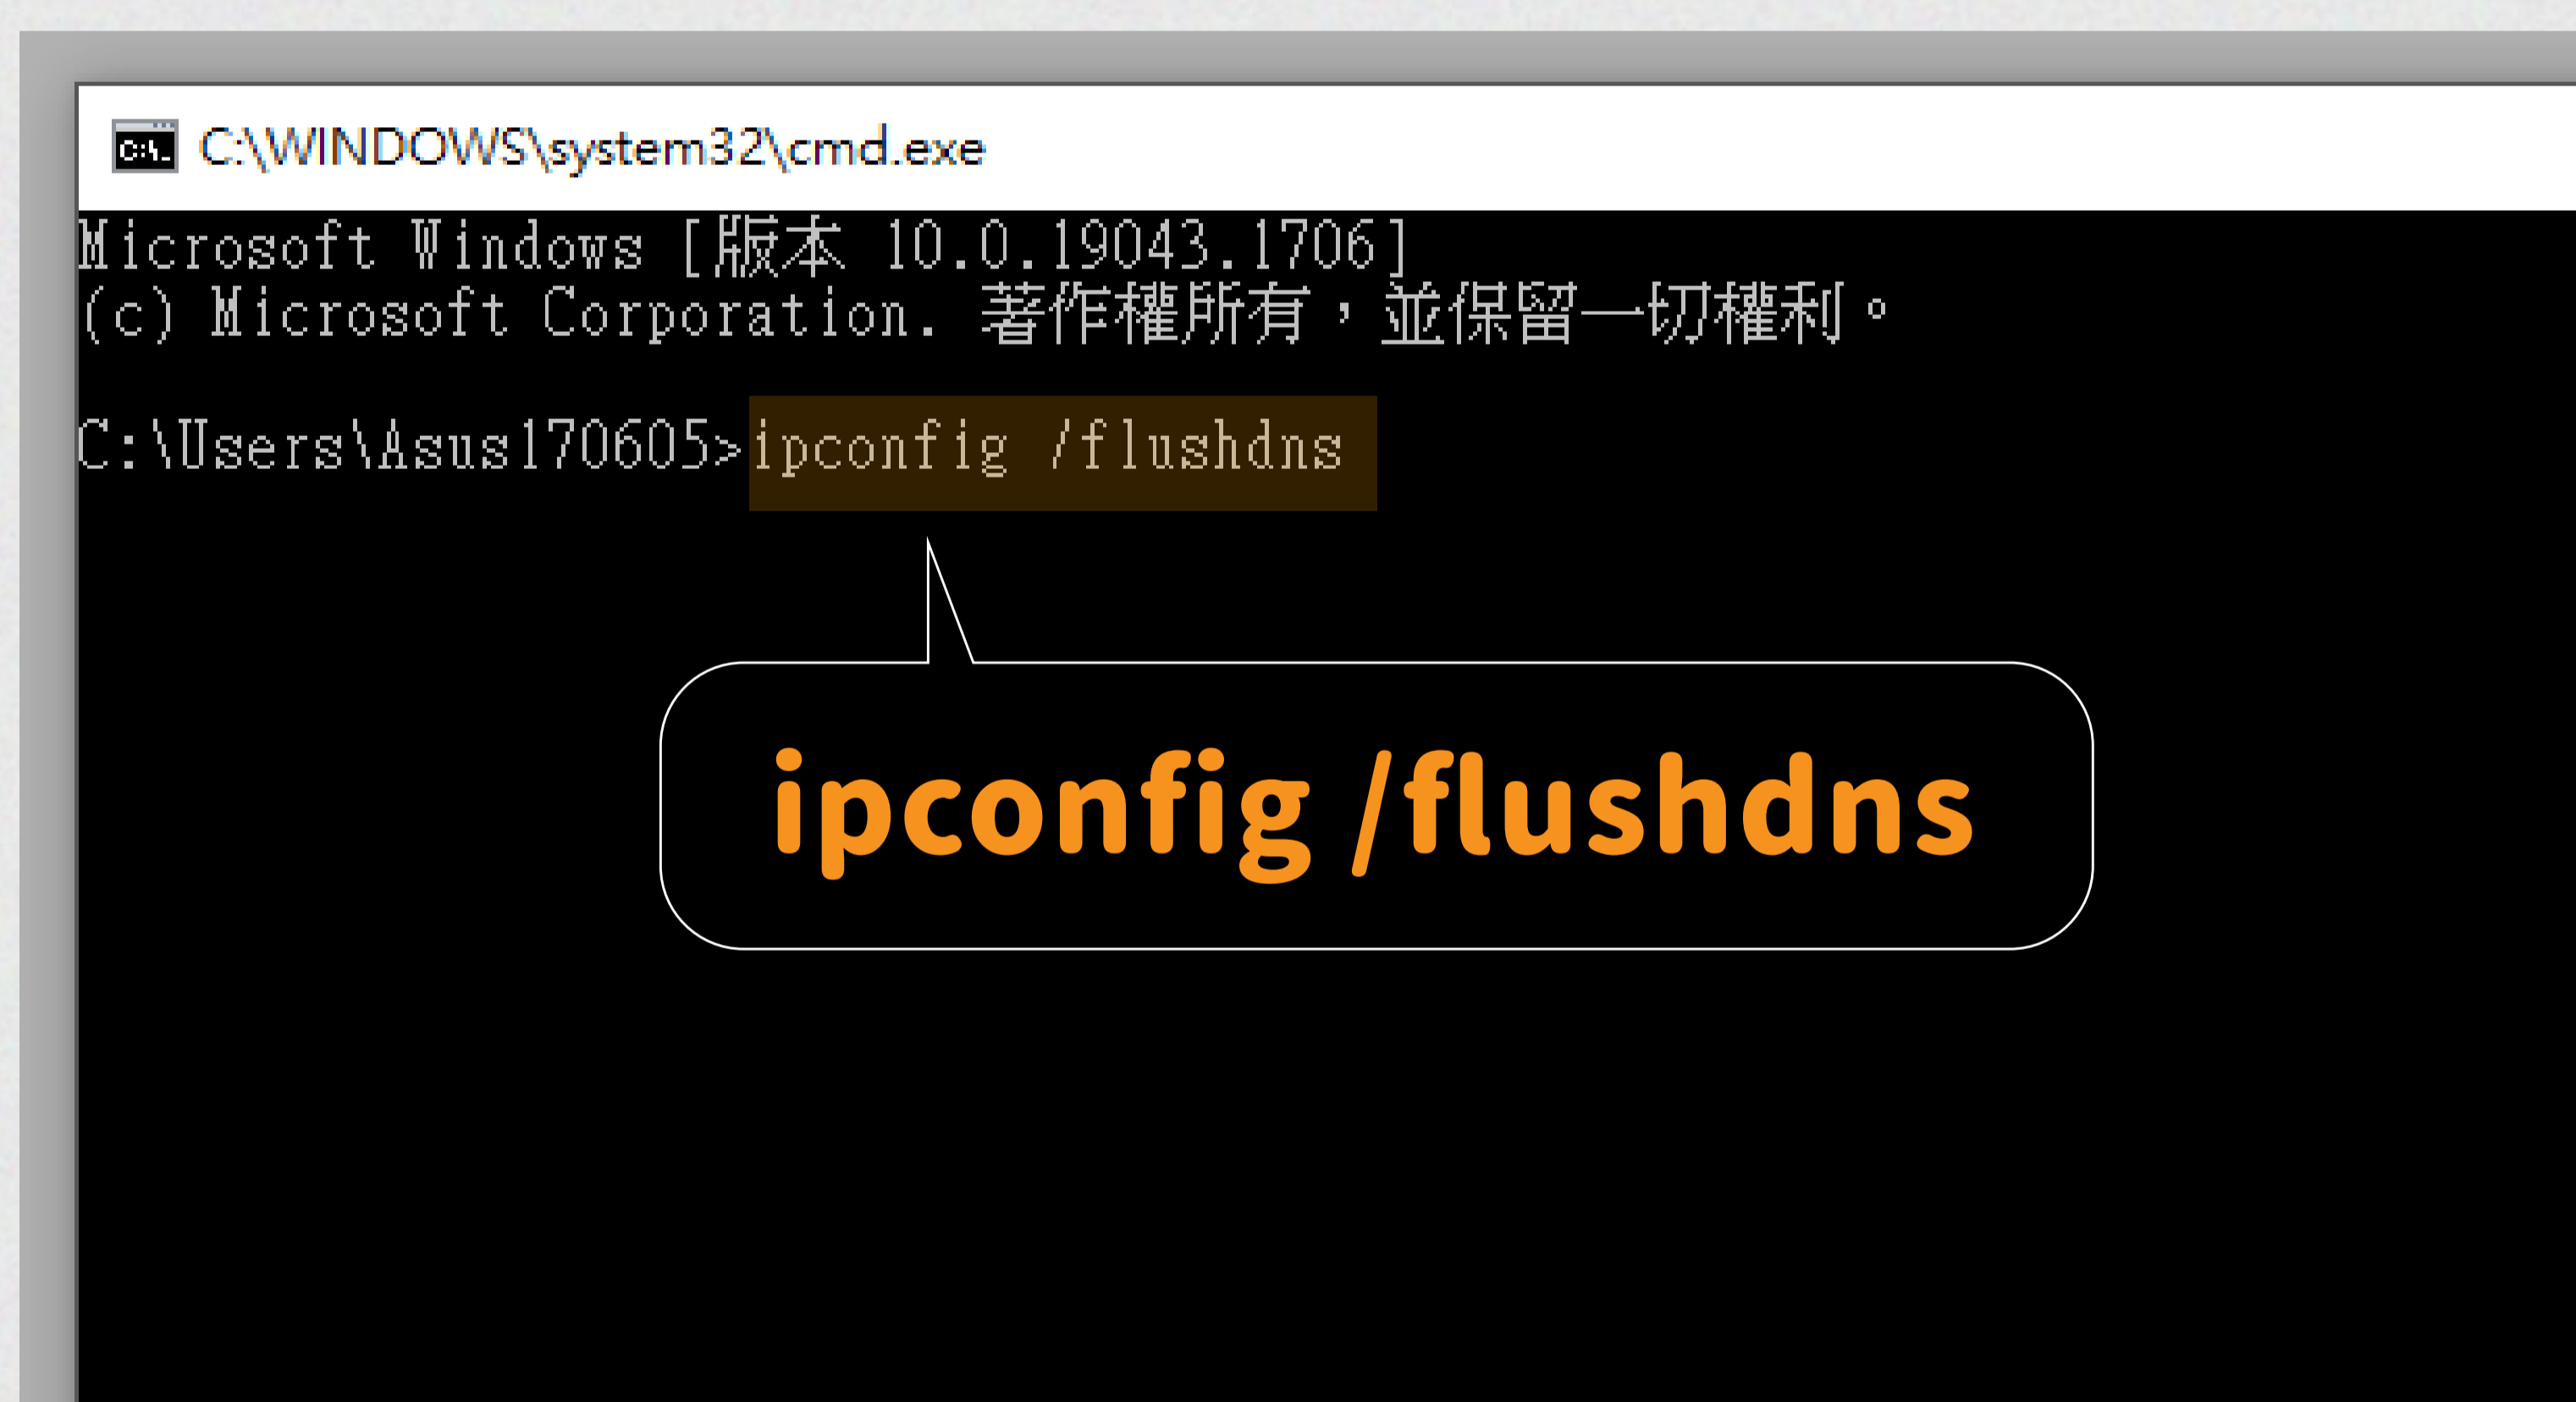 C:\WINDOWS\system32\cmd.exe
Microsoft Windows [版本 10.0.19043.1706]
(c) Microsoft Corporation. 著作權所有，並保留一切權利。
C:\Users\Asus170605>ipconfig /flushdns
ipconfig /flushdns